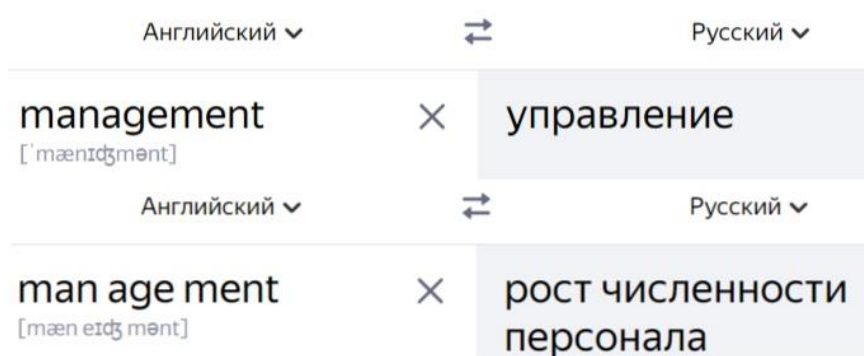 Английский Русский
management управление
[ˈmænɪʤmənt]
Английский Русский
man age ment рост численности
[mæn eɪʤ mənt] персонала